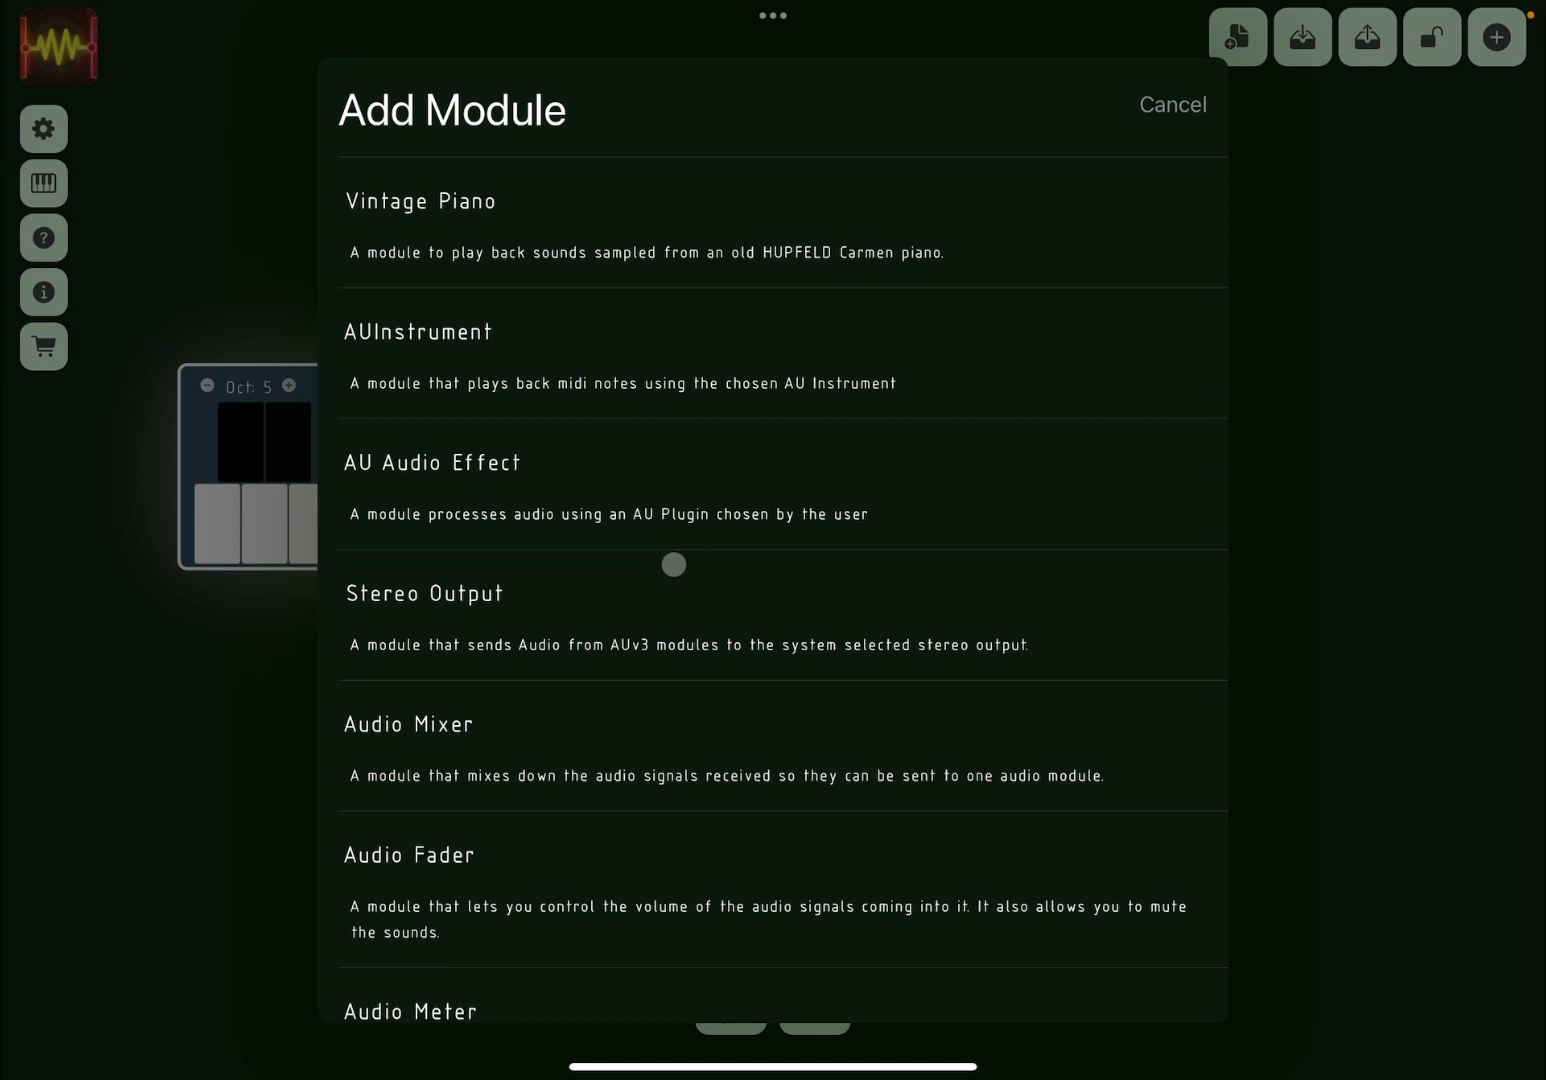 Add Module
Cancel
Vintage Piano
A module to play back sounds sampled from an old HUPFELD Carmen piano.
AUInstrument
A module that plays back midi notes using the chosen AU Instrument
AU Audio Effect
A module processes audio using an AU Plugin chosen by the user
Oct: 5
Stereo Output
A module that sends Audio from AUv3 modules to the system selected stereo output.
Audio Mixer
A module that mixes down the audio signals received so they can be sent to one audio module.
Audio Fader
A module that lets you control the volume of the audio signals coming into it. It also allows you to mute
the sounds.
Audio Meter